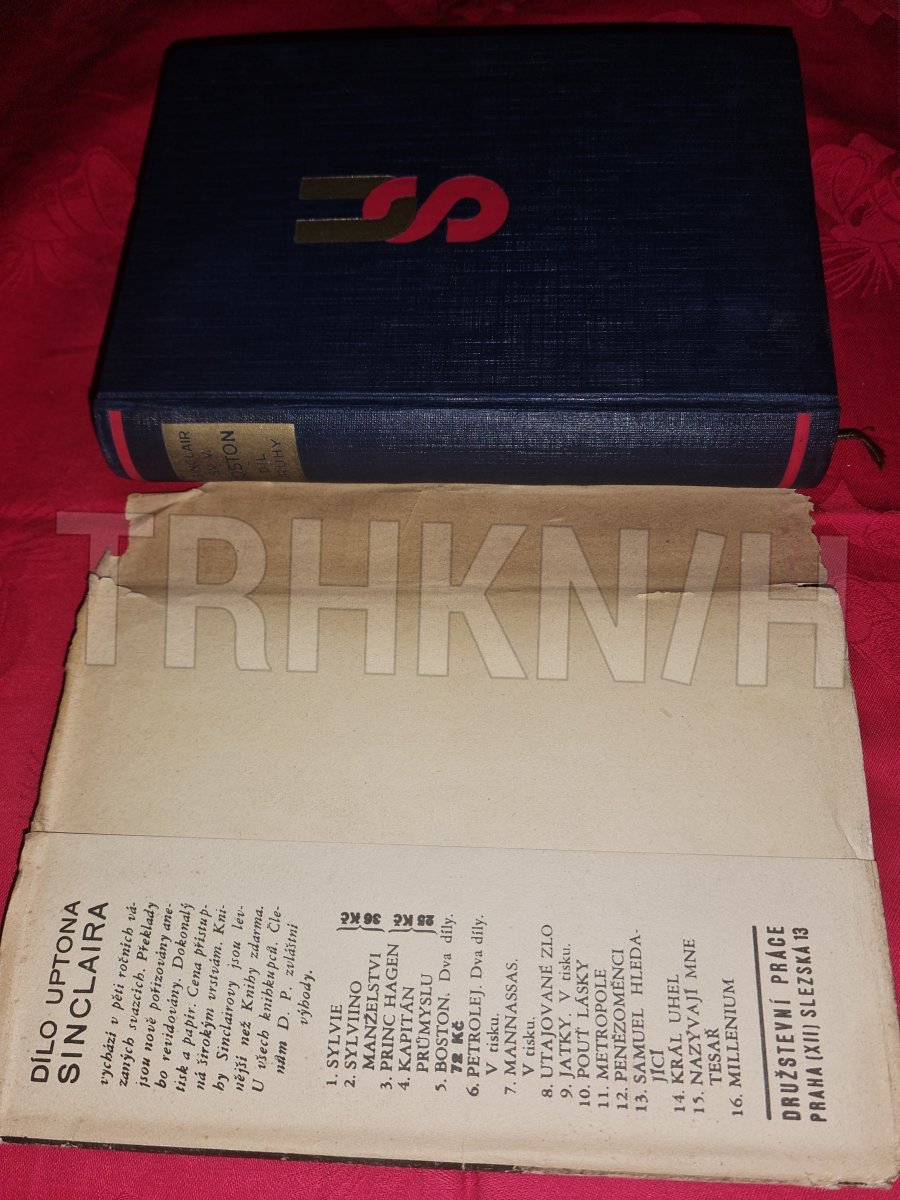 US
BOSTON
DÍL
TRHKNIH
DÍLO UPTONA
SINCLAIRA
vychází v pěti ročních vá-
zaných svazcích. Překlady
jsou nově pořizovány ane-
bo revidovány. Dokonalý
tisk a papír. Cena přístup-
ná širokým vrstvám. Kni-
by Sinclairovy jsou lev-
nější než Knihy zdarma.
U všech knihkupců. Čle-
nům D. P. zvláštní
výhody.
1. SYLVIE
2. SYLVIINO
MANŽELSTVÍ
36 Kč
3. PRINC HAGEN
4. KAPITÁN
PRŮMYSLU
25 Kč
5. BOSTON. Dva díly.
72 Kč
6. PETROLEJ. Dva díly.
V tisku.
7. MANNASSAS.
V tisku.
8. UTAJOVANÉ ZLO
9. JATKY. V tisku.
10. POUŤ LÁSKY
11. METROPOLE
12. PENĚZOMĚNCI
13. SAMUEL HLEDA-
JÍCÍ
14. KRÁL UHEL
15. NAZÝVAJÍ MNE
TESAŘ
16. MILLENIUM
DRUŽSTEVNÍ PRÁCE
PRAHA (XII) SLEZSKÁ 13